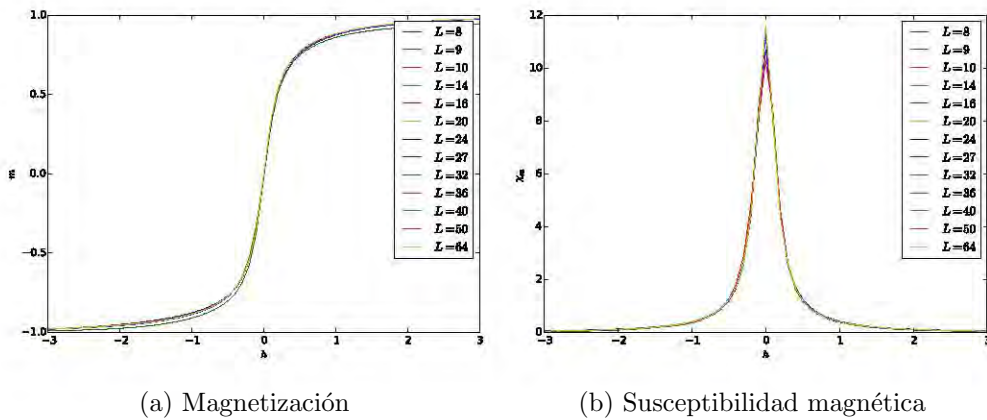 1.0
0.5
0.0
−0.5
−1.0
m
−3 −2 −1 0 1 2 3
h
L=8
L=9
L=10
L=14
L=16
L=20
L=24
L=27
L=32
L=36
L=40
L=50
L=64
(a) Magnetización
12
10
8
6
4
2
0
−3 −2 −1 0 1 2 3
h
L=8
L=9
L=10
L=14
L=16
L=20
L=24
L=27
L=32
L=36
L=40
L=50
L=64
(b) Susceptibilidad magnética